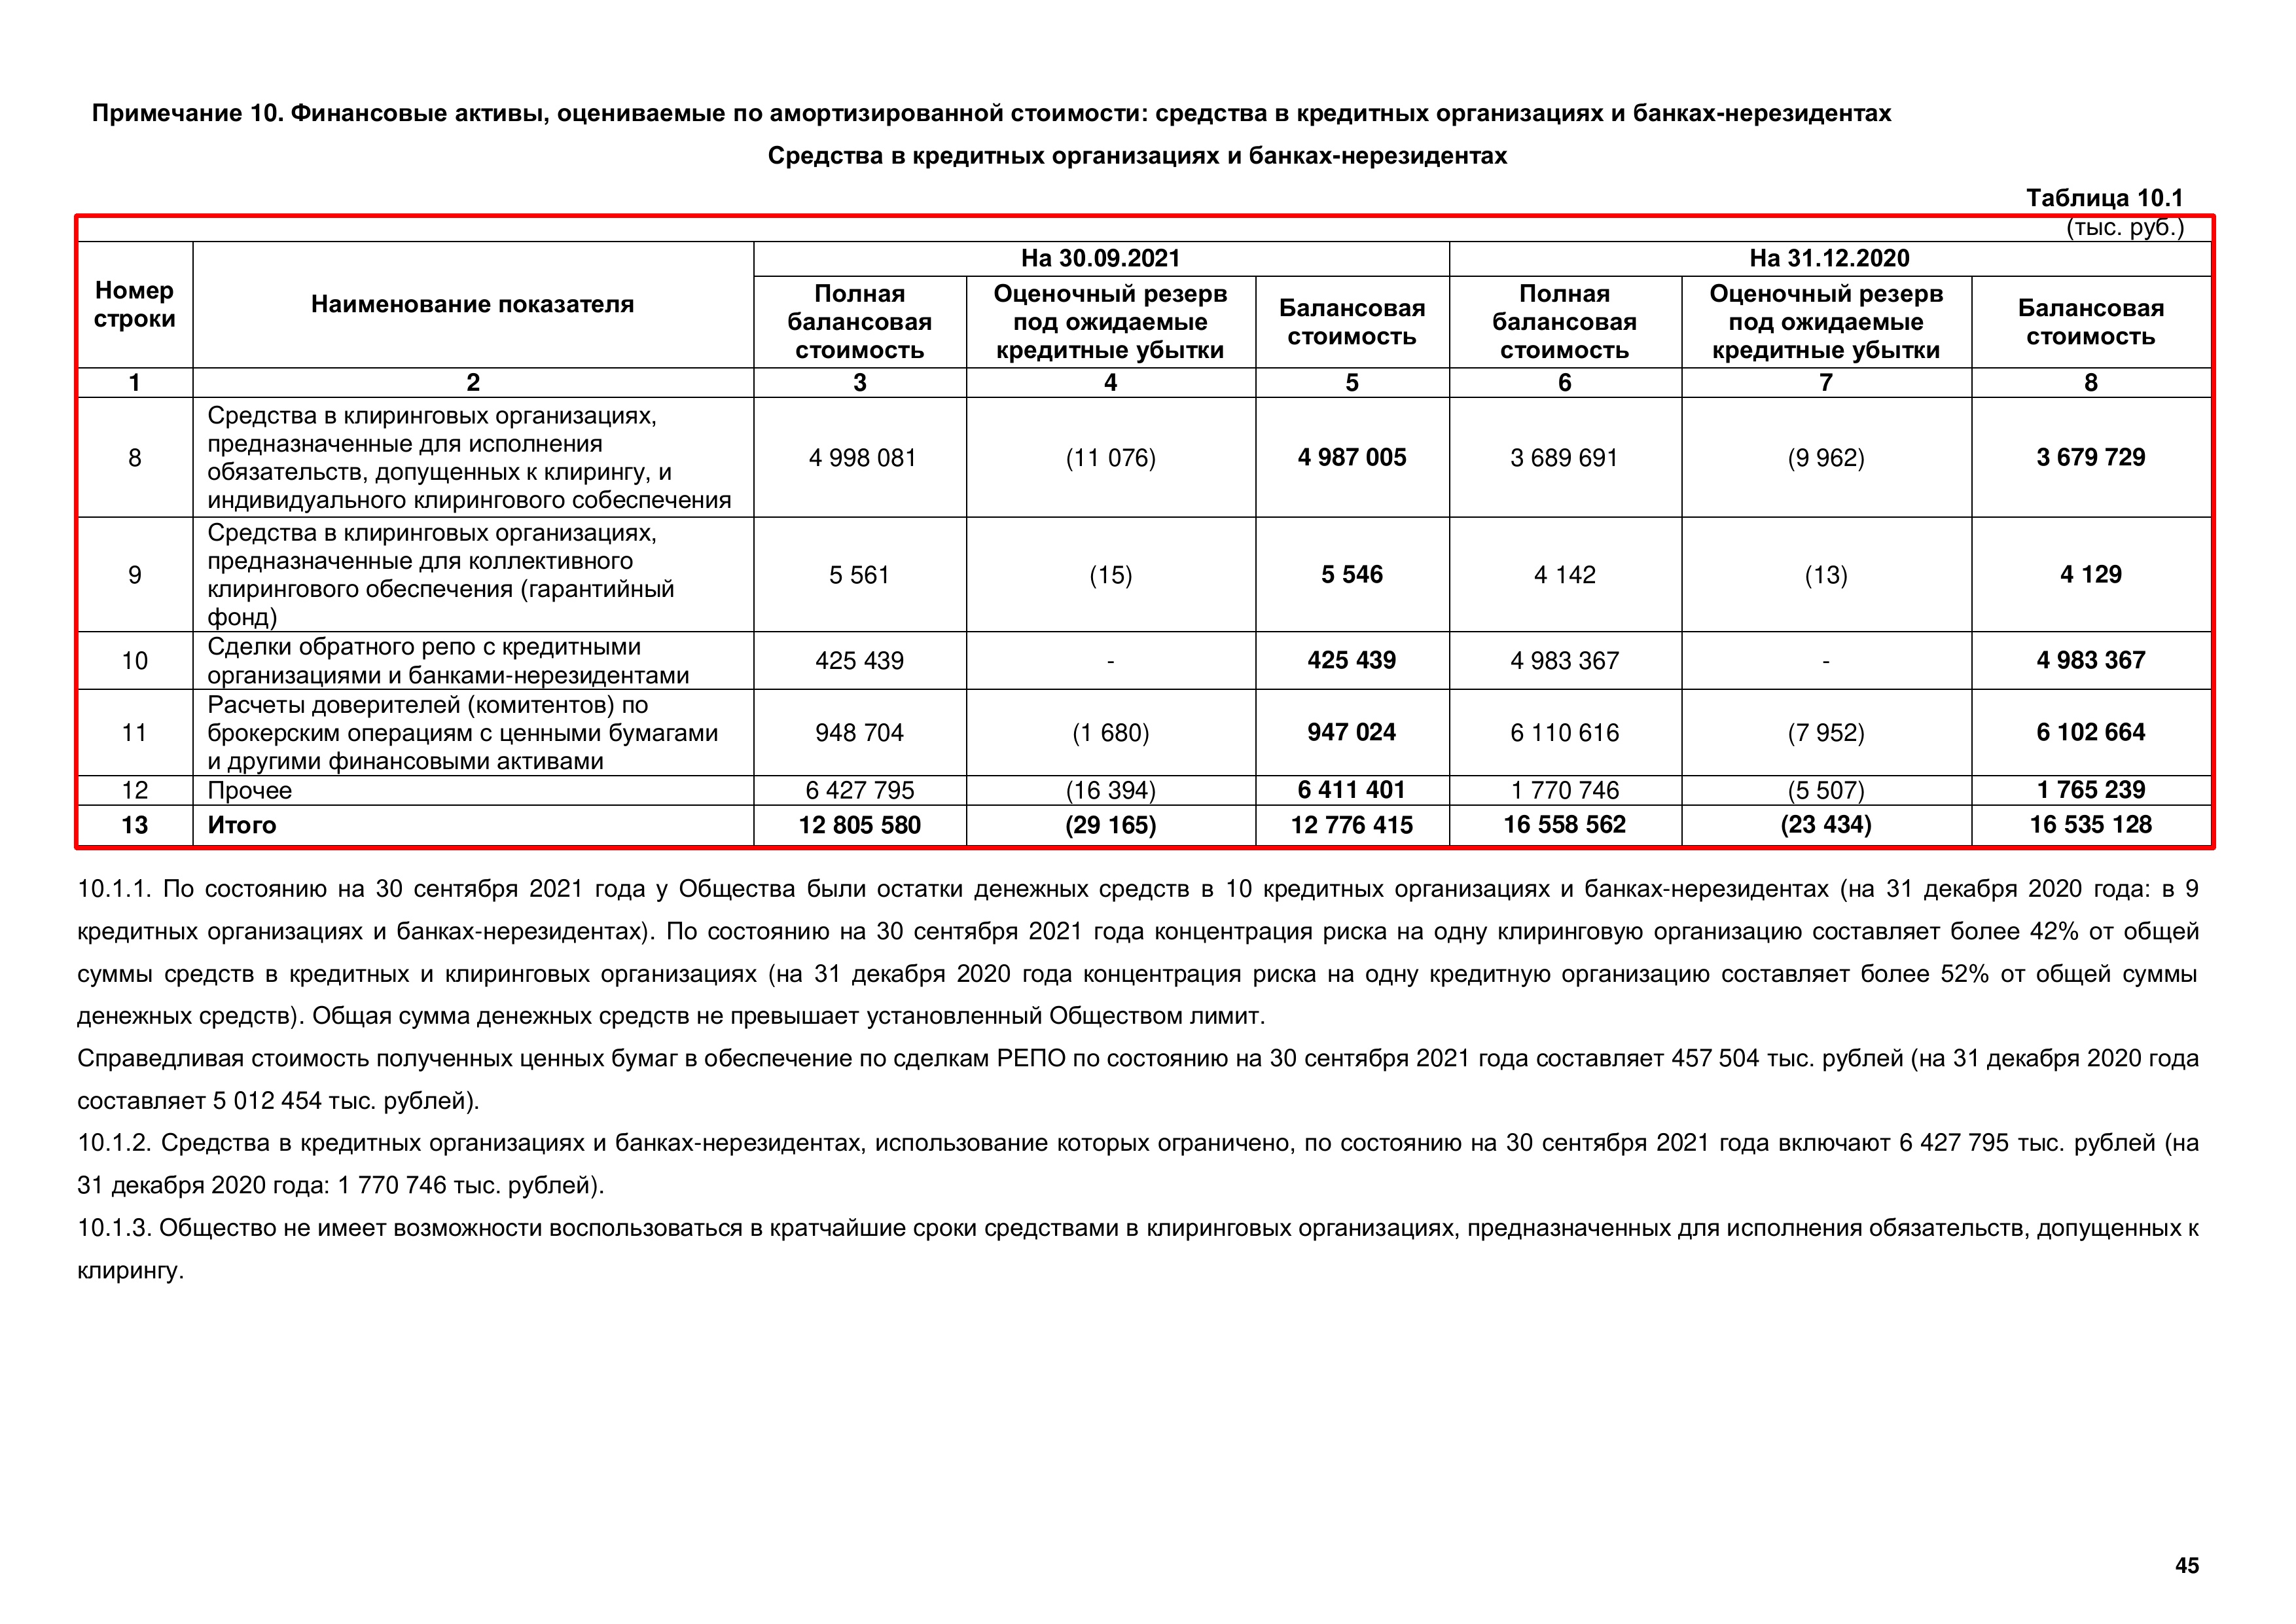 Примечание 10. Финансовые активы, оцениваемые по амортизированной стоимости: средства в кредитных организациях и банках-нерезидентах
Средства в кредитных организациях и банках-нерезидентах
Таблица 10.1
(тыс. руб.)
Номер строки | Наименование показателя | На 30.09.2021 | На 31.12.2020
Полная балансовая стоимость | Оценочный резерв под ожидаемые кредитные убытки | Балансовая стоимость | Полная балансовая стоимость | Оценочный резерв под ожидаемые кредитные убытки | Балансовая стоимость
1 | 2 | 3 | 4 | 5 | 6 | 7 | 8
8 | Средства в клиринговых организациях, предназначенные для исполнения обязательств, допущенных к клирингу, и индивидуального клирингового собеспечения | 4 998 081 | (11 076) | 4 987 005 | 3 689 691 | (9 962) | 3 679 729
9 | Средства в клиринговых организациях, предназначенные для коллективного клирингового обеспечения (гарантийный фонд) | 5 561 | (15) | 5 546 | 4 142 | (13) | 4 129
10 | Сделки обратного репо с кредитными организациями и банками-нерезидентами | 425 439 | - | 425 439 | 4 983 367 | - | 4 983 367
11 | Расчеты доверителей (комитентов) по брокерским операциям с ценными бумагами и другими финансовыми активами | 948 704 | (1 680) | 947 024 | 6 110 616 | (7 952) | 6 102 664
12 | Прочее | 6 427 795 | (16 394) | 6 411 401 | 1 770 746 | (5 507) | 1 765 239
13 | Итого | 12 805 580 | (29 165) | 12 776 415 | 16 558 562 | (23 434) | 16 535 128
10.1.1. По состоянию на 30 сентября 2021 года у Общества были остатки денежных средств в 10 кредитных организациях и банках-нерезидентах (на 31 декабря 2020 года: в 9
кредитных организациях и банках-нерезидентах). По состоянию на 30 сентября 2021 года концентрация риска на одну клиринговую организацию составляет более 42% от общей
суммы средств в кредитных и клиринговых организациях (на 31 декабря 2020 года концентрация риска на одну кредитную организацию составляет более 52% от общей суммы
денежных средств). Общая сумма денежных средств не превышает установленный Обществом лимит.
Справедливая стоимость полученных ценных бумаг в обеспечение по сделкам РЕПО по состоянию на 30 сентября 2021 года составляет 457 504 тыс. рублей (на 31 декабря 2020 года
составляет 5 012 454 тыс. рублей).
10.1.2. Средства в кредитных организациях и банках-нерезидентах, использование которых ограничено, по состоянию на 30 сентября 2021 года включают 6 427 795 тыс. рублей (на
31 декабря 2020 года: 1 770 746 тыс. рублей).
10.1.3. Общество не имеет возможности воспользоваться в кратчайшие сроки средствами в клиринговых организациях, предназначенных для исполнения обязательств, допущенных к
клирингу.
45